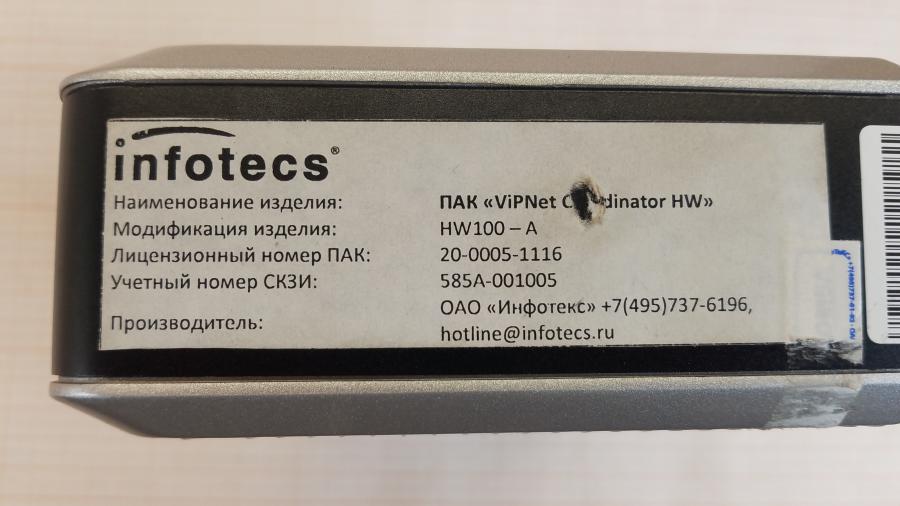 infotecs®
Наименование изделия: ПАК «ViPNet HW»
Модификация изделия: HW100 – A
Лицензионный номер ПАК: 20-0005-1116
Учетный номер СКЗИ: 585А-001005
Производитель: ОАО «Инфотекс» +7(495)737-6196,
hotline@infotecs.ru